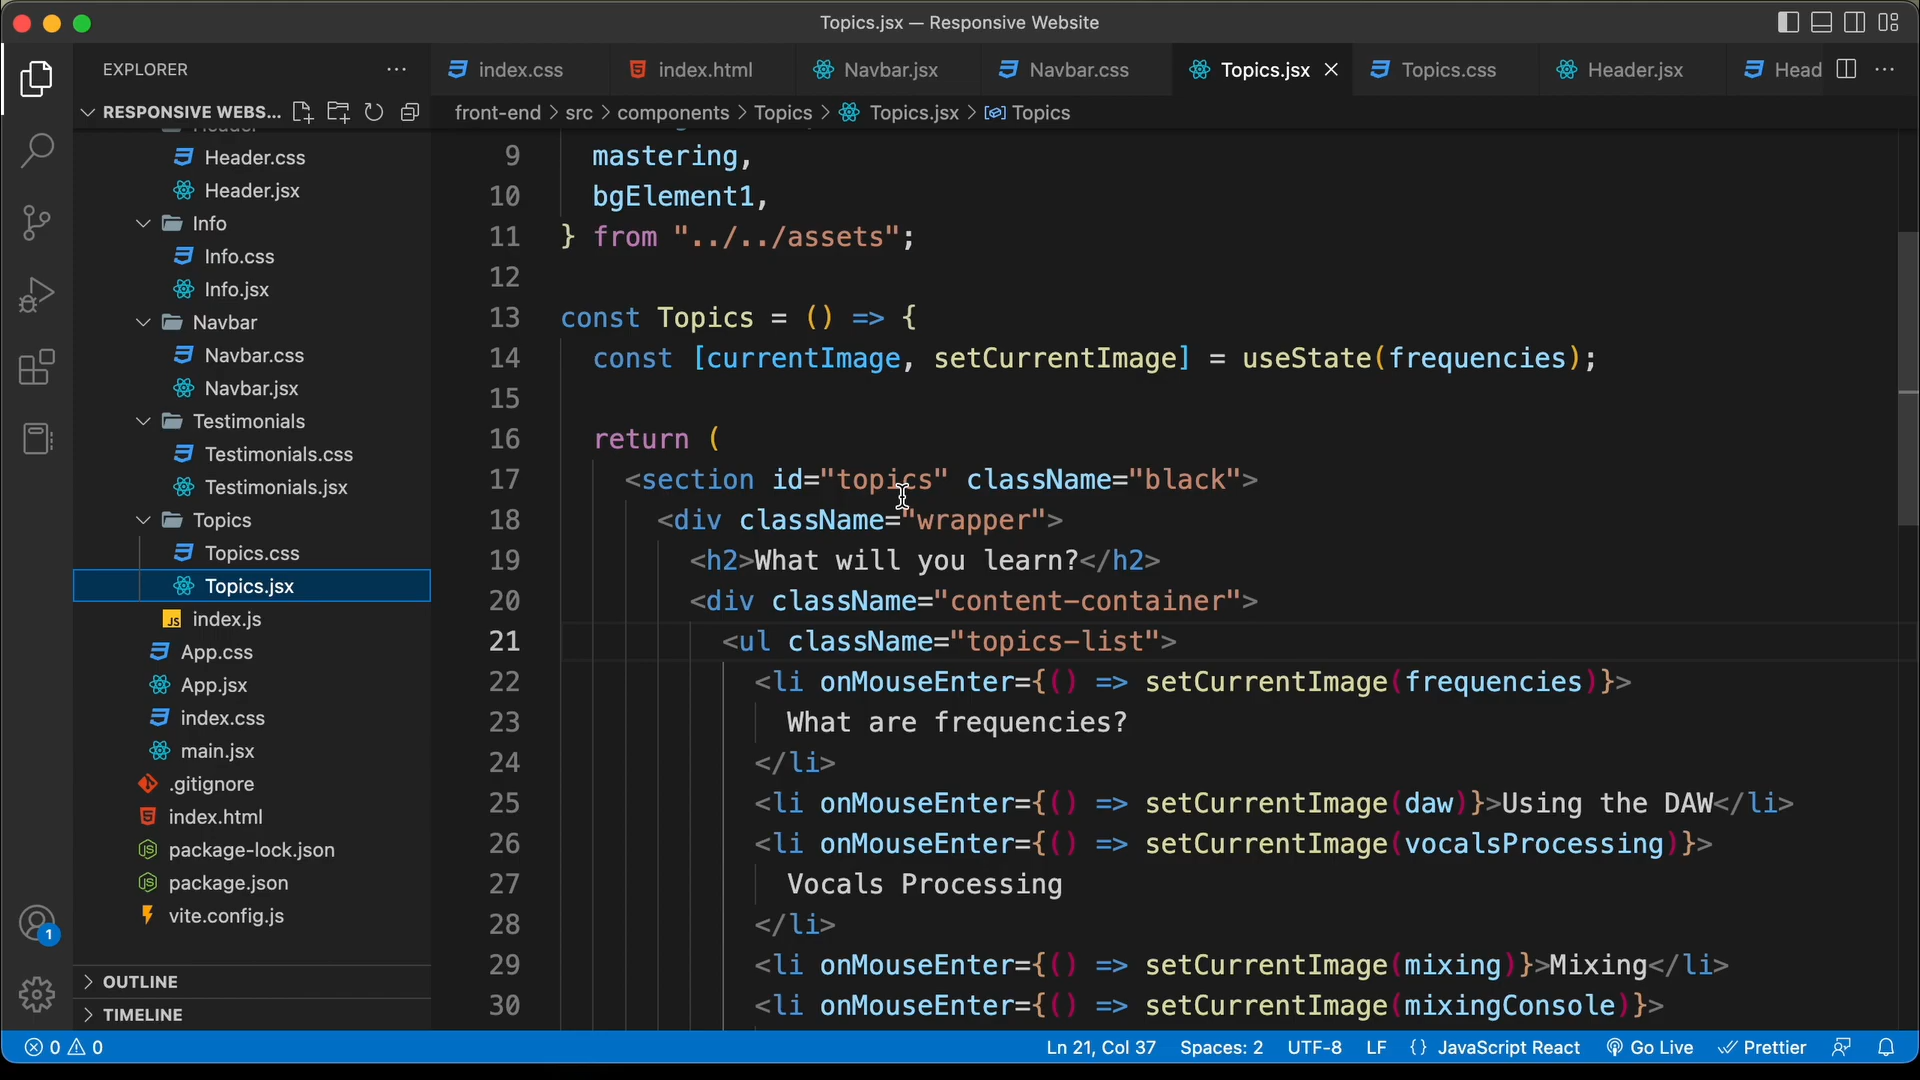 Topics.jsx — Responsive Website
EXPLORER
index.css
index.html
Navbar.jsx
Navbar.css
Topics.jsx
Topics.css
Header.jsx
Head
RESPONSIVE WEBS...
front-end > src > components > Topics > Topics.jsx > Topics
Header
Header.css
Header.jsx
Info
Info.css
Info.jsx
Navbar
Navbar.css
Navbar.jsx
Testimonials
Testimonials.css
Testimonials.jsx
Topics
Topics.css
Topics.jsx
index.js
App.css
App.jsx
index.css
main.jsx
.gitignore
index.html
package-lock.json
package.json
vite.config.js
OUTLINE
TIMELINE
9 mastering,
10 bgElement1,
11 } from "../../assets";
12
13 const Topics = () => {
14 const [currentImage, setCurrentImage] = useState(frequencies);
15
16 return (
17 <section id="topics" className="black">
18 <div className="wrapper">
19 <h2>What will you learn?</h2>
20 <div className="content-container">
21 <ul className="topics-list">
22 <li onMouseEnter={() => setCurrentImage(frequencies)}>
23 What are frequencies?
24 </li>
25 <li onMouseEnter={() => setCurrentImage(daw)}>Using the DAW</li>
26 <li onMouseEnter={() => setCurrentImage(vocalsProcessing)}>
27 Vocals Processing
28 </li>
29 <li onMouseEnter={() => setCurrentImage(mixing)}>Mixing</li>
30 <li onMouseEnter={() => setCurrentImage(mixingConsole)}>
1
0 0
Ln 21, Col 37
Spaces: 2
UTF-8
LF
{} JavaScript React
Go Live
Prettier